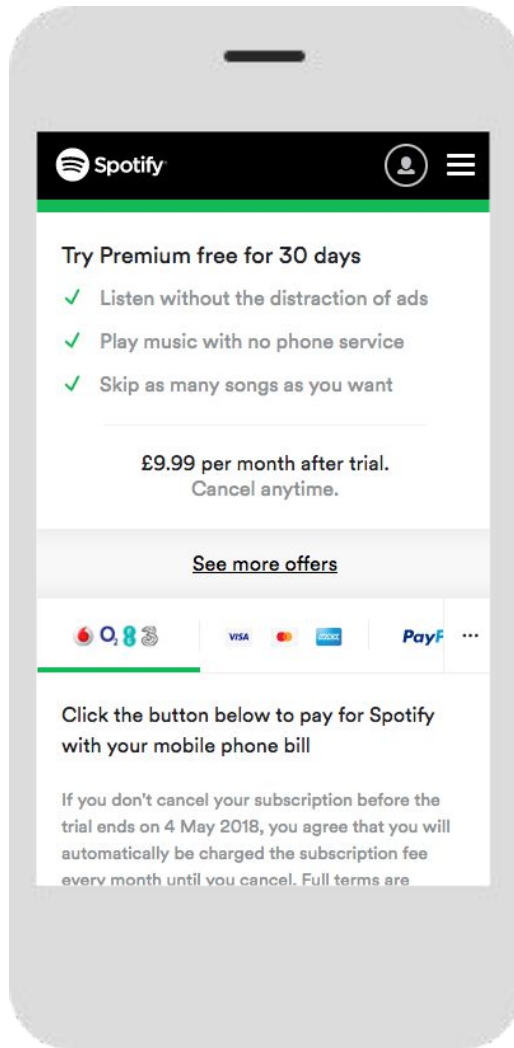 Spotify
Try Premium free for 30 days
✓ Listen without the distraction of ads
✓ Play music with no phone service
✓ Skip as many songs as you want
£9.99 per month after trial.
Cancel anytime.
See more offers
O2 3 VISA PayP ...
Click the button below to pay for Spotify
with your mobile phone bill
If you don't cancel your subscription before the
trial ends on 4 May 2018, you agree that you will
automatically be charged the subscription fee
every month until you cancel. Full terms are